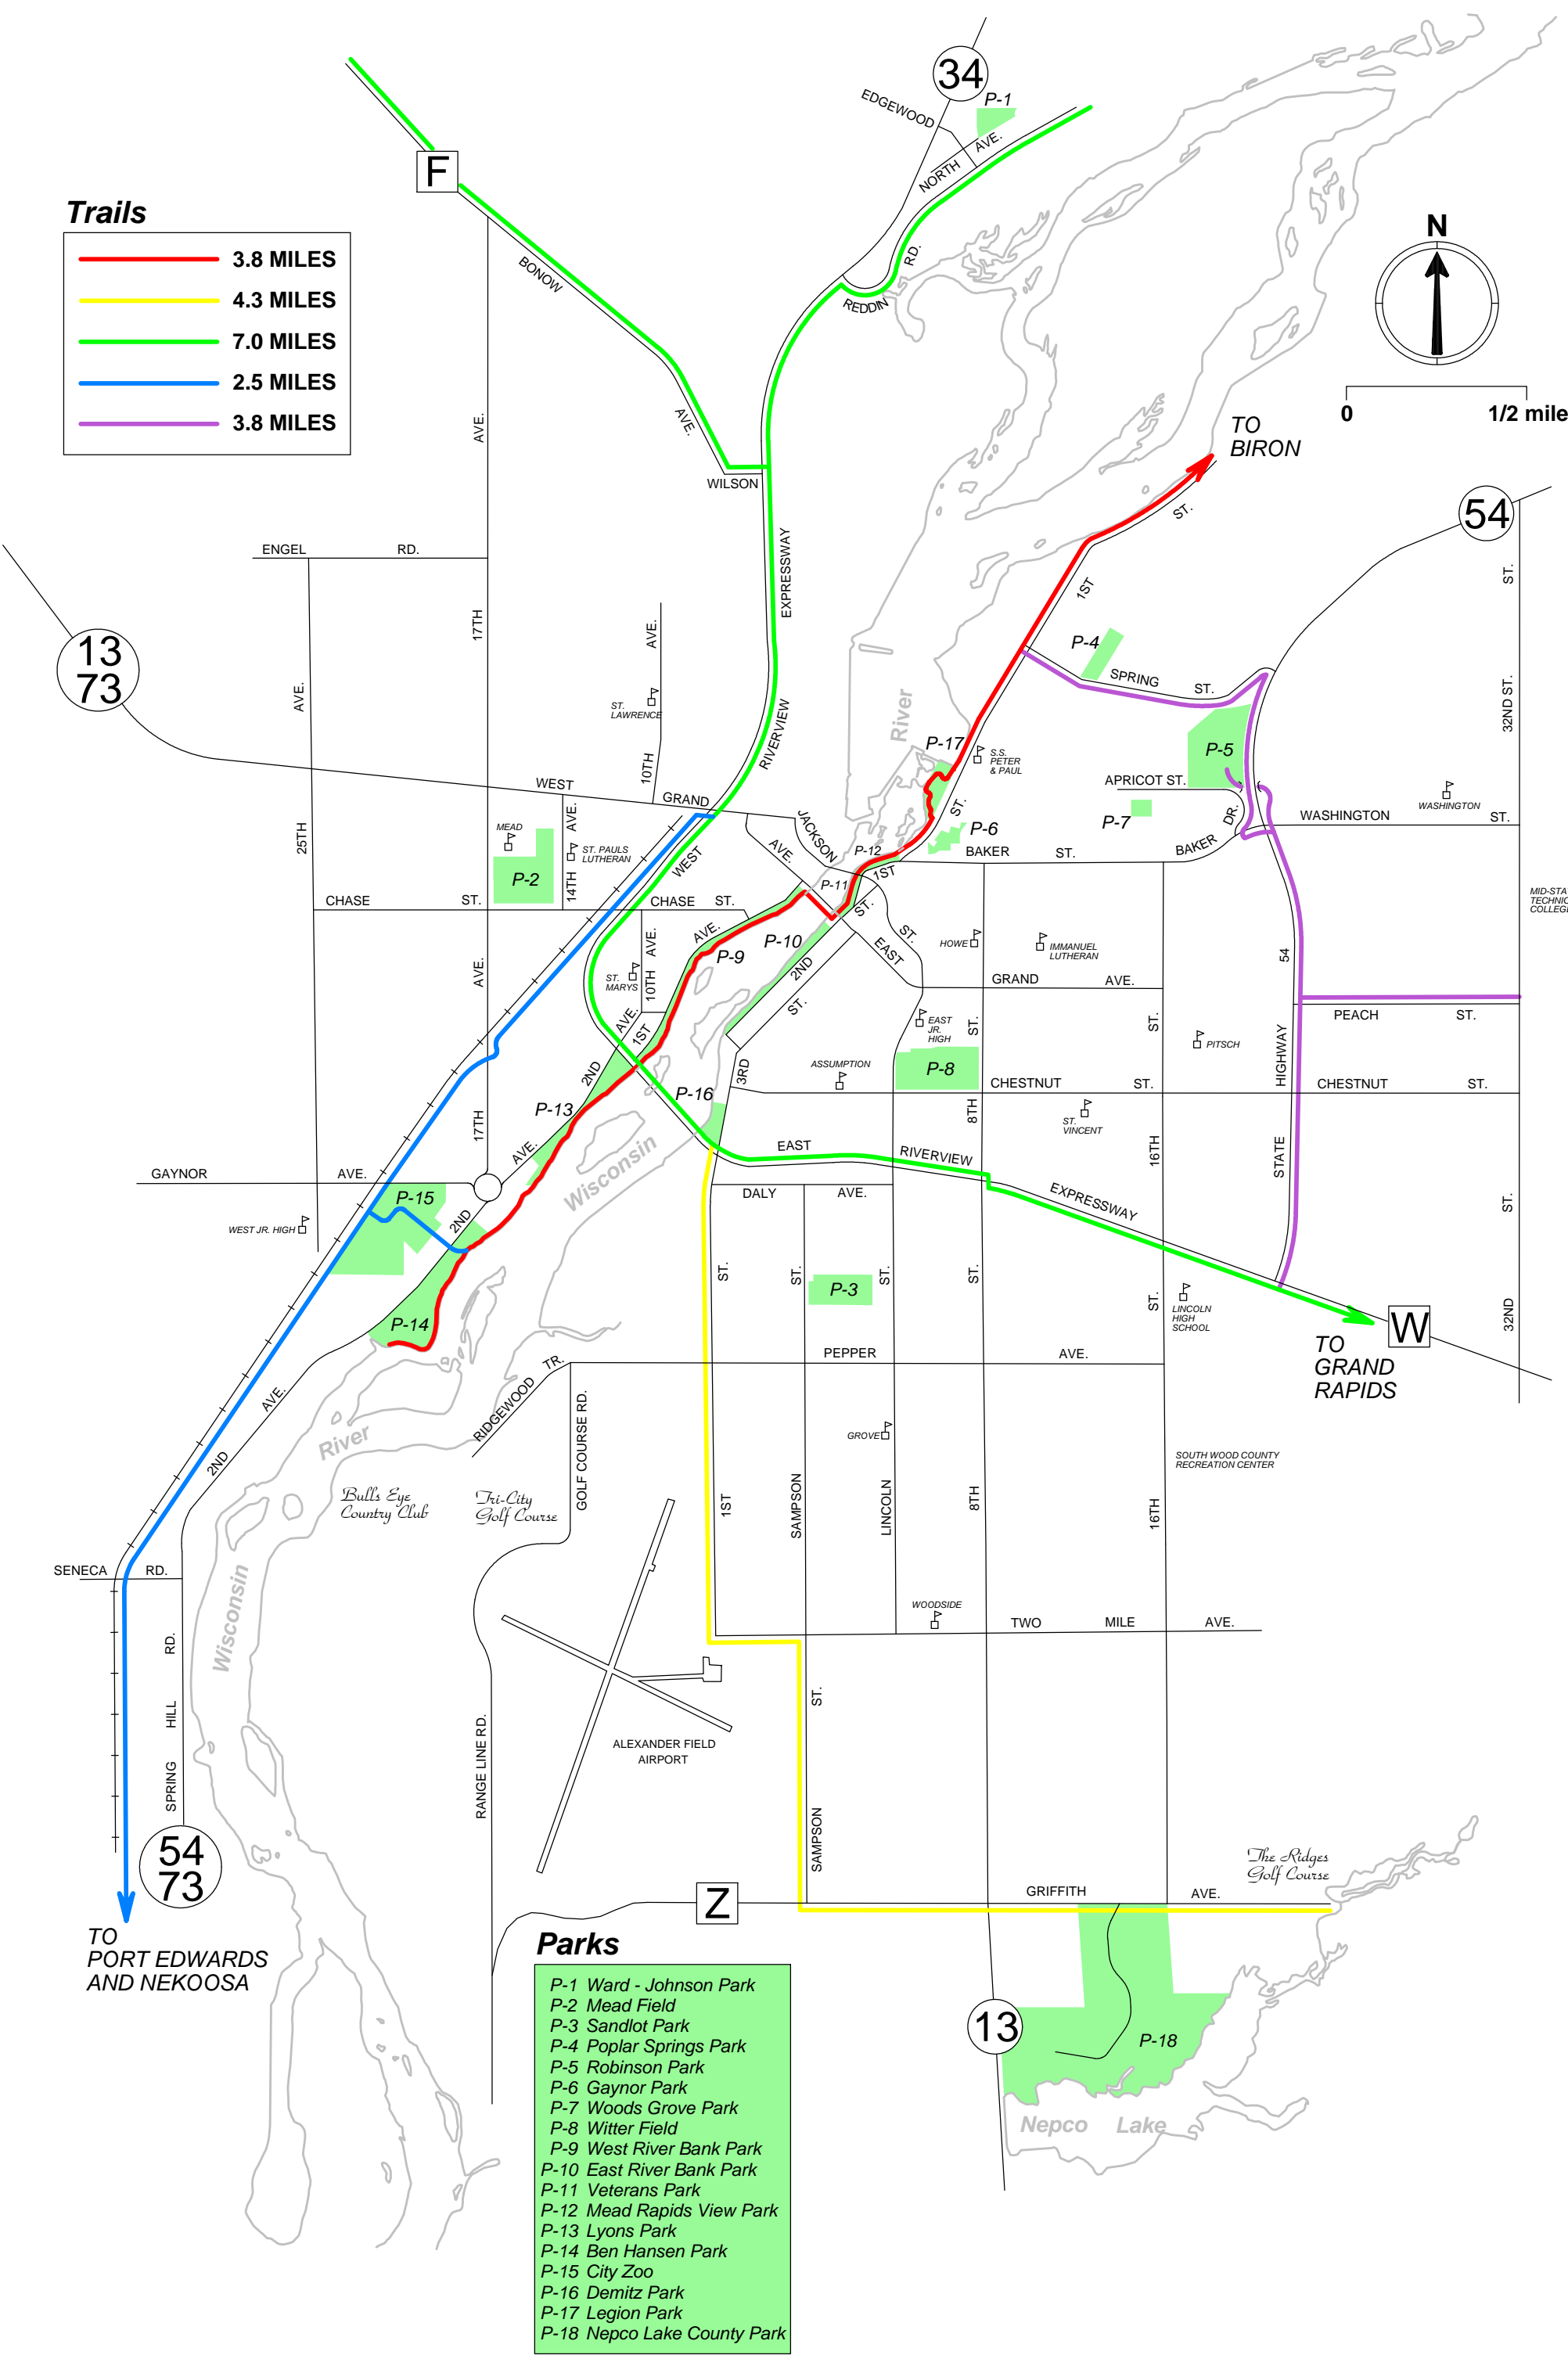 34
P-1
EDGEWOOD
NORTH AVE.
F
Trails
3.8 MILES
4.3 MILES
7.0 MILES
2.5 MILES
3.8 MILES
N
0 1/2 mile
BONOW
AVE.
REDDIN
RD.
WILSON
TO
BIRON
54
1ST
ST.
ENGEL RD.
17TH
AVE.
EXPRESSWAY
RIVERVIEW
WEST
13
73
25TH
AVE.
ST.
LAWRENCE
10TH
AVE.
WEST
GRAND
AVE.
JACKSON
ST.
River
P-4
SPRING ST.
32ND ST.
ST.
P-17
S.S.
PETER
& PAUL
P-5
APRICOT ST.
P-7
WASHINGTON
WASHINGTON ST.
MEAD
P-2
14TH
AVE.
ST. PAULS
LUTHERAN
P-12
P-6
ST.
BAKER ST.
BAKER
DR.
P-11
1ST
ST.
CHASE ST.
CHASE ST.
MID-STA
TECHNIC
COLLEG
AVE.
P-9
P-10
AVE.
10TH
AVE.
ST.
MARYS
2ND
ST.
EAST
GRAND AVE.
HOWE
IMMANUEL
LUTHERAN
54
HIGHWAY
STATE
PEACH ST.
AVE.
1ST
2ND
EAST
JR.
HIGH
ST.
ST.
PITSCH
ASSUMPTION
P-8
3RD
P-16
P-13
CHESTNUT ST.
CHESTNUT ST.
8TH
ST.
VINCENT
17TH
AVE.
Wisconsin
EAST
RIVERVIEW
EXPRESSWAY
16TH
GAYNOR AVE.
P-15
2ND
DALY AVE.
WEST JR. HIGH
ST.
ST.
P-3
ST.
ST.
ST.
ST.
LINCOLN
HIGH
SCHOOL
32ND
P-14
W
TO
GRAND
RAPIDS
PEPPER AVE.
RIDGEWOOD
TR.
GOLF COURSE RD.
2ND
AVE.
River
GROVE
SOUTH WOOD COUNTY
RECREATION CENTER
Bulls Eye
Country Club
Tri-City
Golf Course
1ST
SAMPSON
LINCOLN
8TH
16TH
SENECA RD.
Wisconsin
WOODSIDE
TWO MILE AVE.
SPRING HILL RD.
RANGE LINE RD.
ALEXANDER FIELD
AIRPORT
SAMPSON
ST.
The Ridges
Golf Course
54
73
Z
GRIFFITH AVE.
TO
PORT EDWARDS
AND NEKOOSA
13
P-18
Nepco Lake
Parks
P-1 Ward - Johnson Park
P-2 Mead Field
P-3 Sandlot Park
P-4 Poplar Springs Park
P-5 Robinson Park
P-6 Gaynor Park
P-7 Woods Grove Park
P-8 Witter Field
P-9 West River Bank Park
P-10 East River Bank Park
P-11 Veterans Park
P-12 Mead Rapids View Park
P-13 Lyons Park
P-14 Ben Hansen Park
P-15 City Zoo
P-16 Demitz Park
P-17 Legion Park
P-18 Nepco Lake County Park